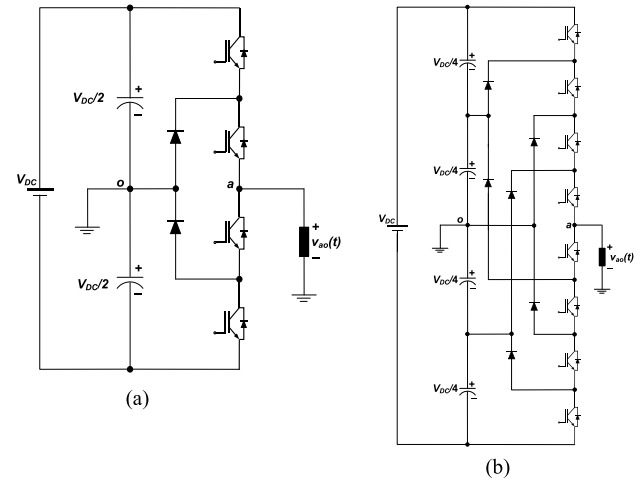 V_DC
V_DC/2
+
−
o
V_DC/2
+
−
a
+
v_ao(t)
−
(a)
V_DC
V_DC/4
+
−
V_DC/4
+
−
o
V_DC/4
+
−
V_DC/4
+
−
a
+
v_ao(t)
−
(b)